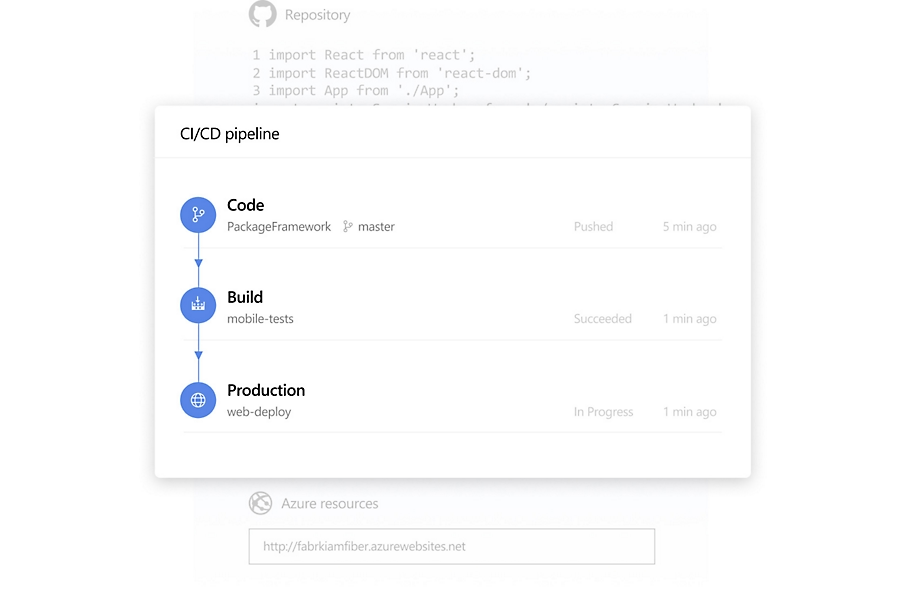 Repository
1 import React from 'react';
2 import ReactDOM from 'react-dom';
3 import App from './App';
CI/CD pipeline
Code
PackageFramework master Pushed 5 min ago
Build
mobile-tests Succeeded 1 min ago
Production
web-deploy In Progress 1 min ago
Azure resources
http://fabrkiamfiber.azurewebsites.net